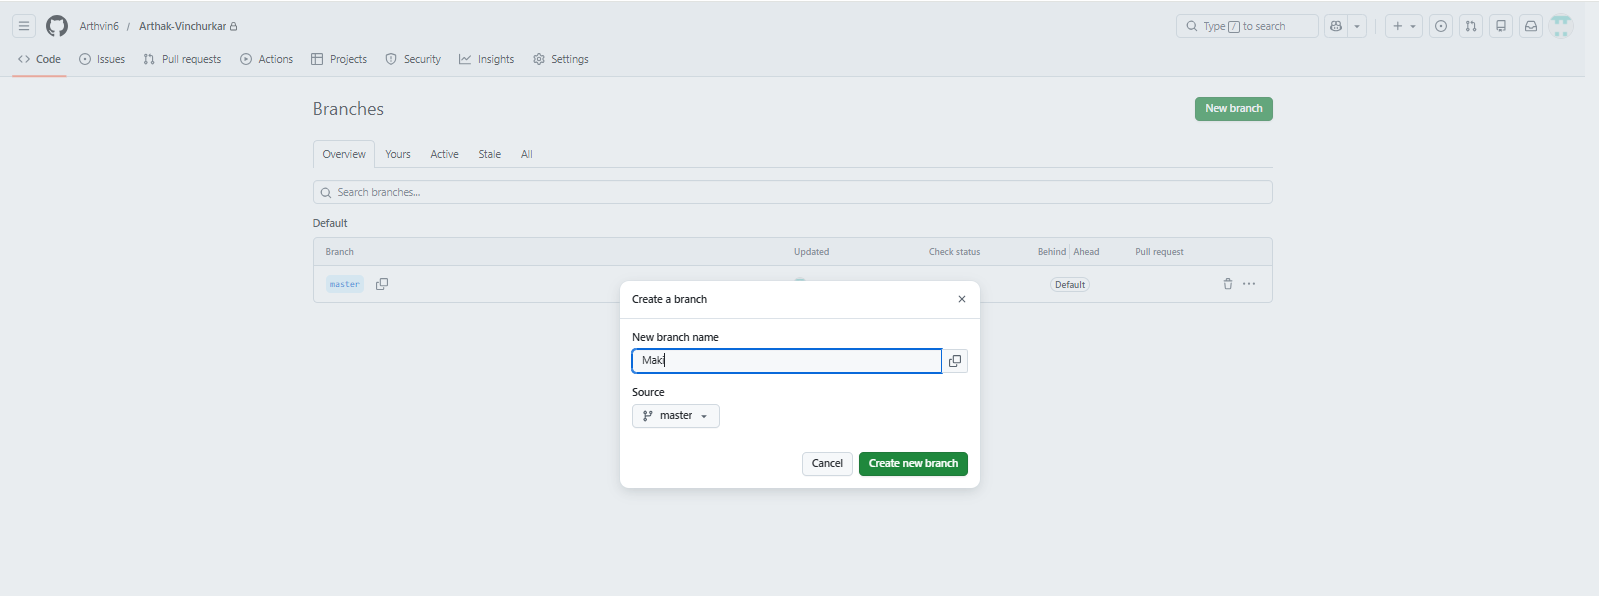 Arthvin6 / Arthak-Vinchurkar
Type / to search
Code Issues Pull requests Actions Projects Security Insights Settings
Branches
New branch
Overview Yours Active Stale All
Search branches...
Default
Branch Updated Check status Behind Ahead Pull request
master Default
Create a branch
New branch name
Maki
Source
master
Cancel Create new branch